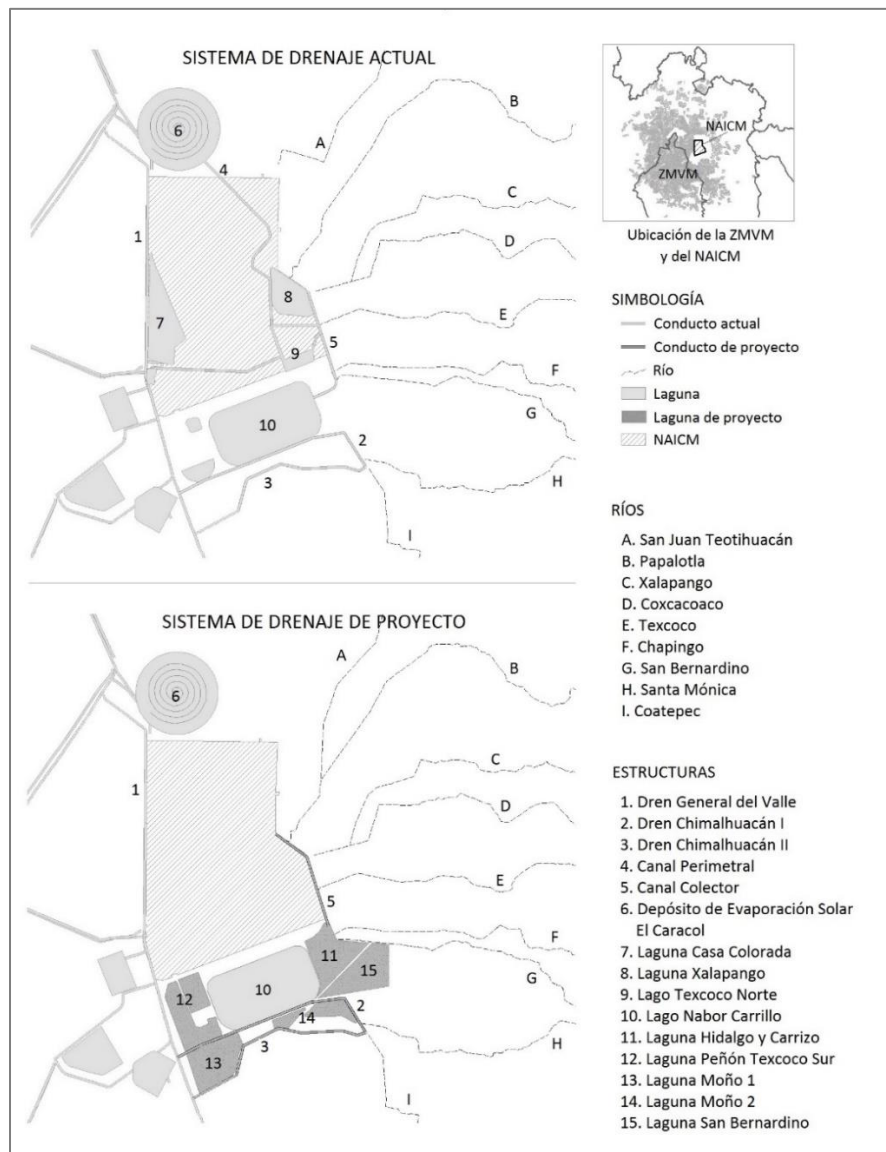 SISTEMA DE DRENAJE ACTUAL
A
B
C
D
E
F
G
H
I
1
2
3
4
5
6
7
8
9
10
NAICM
ZMVM
Ubicación de la ZMVM
y del NAICM
SIMBOLOGÍA
Conducto actual
Conducto de proyecto
Río
Laguna
Laguna de proyecto
NAICM
SISTEMA DE DRENAJE DE PROYECTO
A
B
C
D
E
F
G
H
I
1
2
3
5
6
10
11
12
13
14
15
RÍOS
A. San Juan Teotihuacán
B. Papalotla
C. Xalapango
D. Coxcacoaco
E. Texcoco
F. Chapingo
G. San Bernardino
H. Santa Mónica
I. Coatepec
ESTRUCTURAS
1. Dren General del Valle
2. Dren Chimalhuacán I
3. Dren Chimalhuacán II
4. Canal Perimetral
5. Canal Colector
6. Depósito de Evaporación Solar
El Caracol
7. Laguna Casa Colorada
8. Laguna Xalapango
9. Lago Texcoco Norte
10. Lago Nabor Carrillo
11. Laguna Hidalgo y Carrizo
12. Laguna Peñón Texcoco Sur
13. Laguna Moño 1
14. Laguna Moño 2
15. Laguna San Bernardino